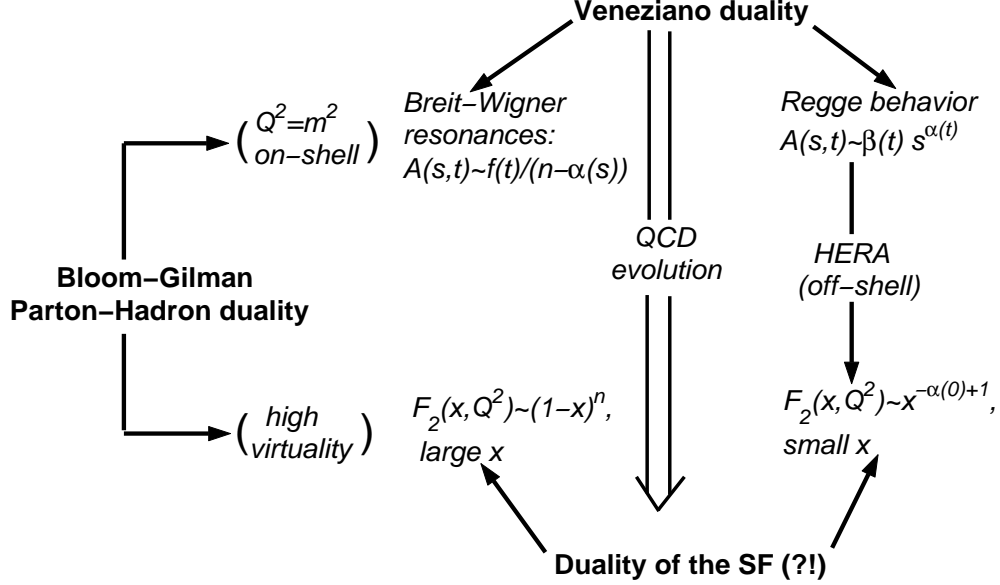 Veneziano duality
( Q²=m²
on−shell )
Breit−Wigner
resonances:
A(s,t)~f(t)/(n−α(s))
Regge behavior
A(s,t)~β(t) s^α(t)
QCD
evolution
HERA
(off−shell)
Bloom−Gilman
Parton−Hadron duality
( high
virtuality )
F₂(x,Q²)~(1−x)ⁿ,
large x
F₂(x,Q²)~x^−α(0)+1,
small x
Duality of the SF (?!)